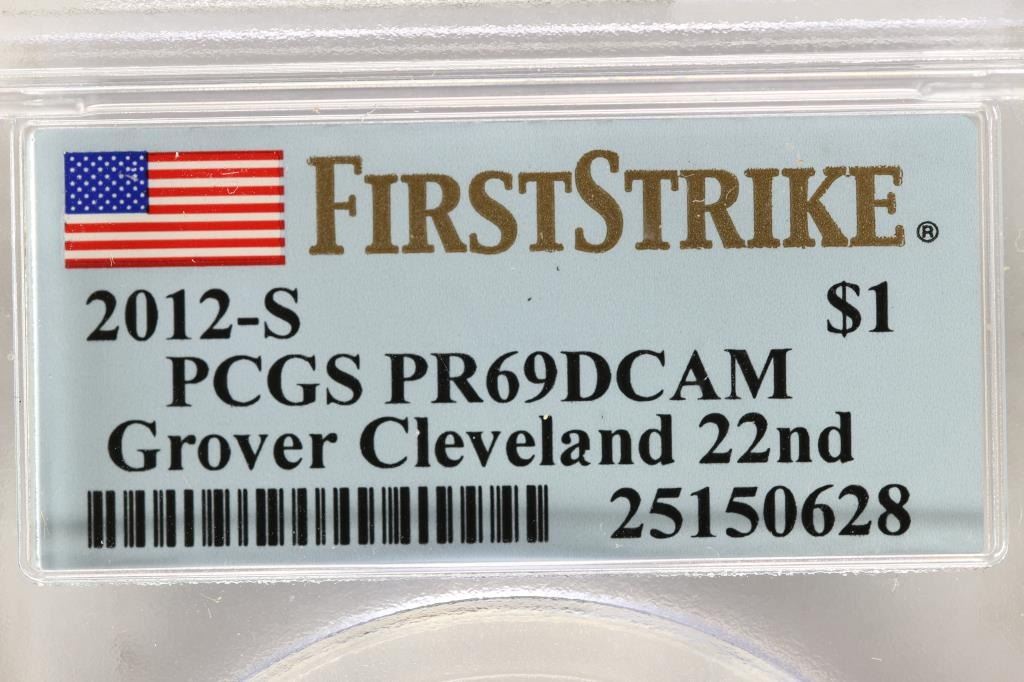 FIRSTSTRIKE®
2012-S $1
PCGS PR69DCAM
Grover Cleveland 22nd
25150628